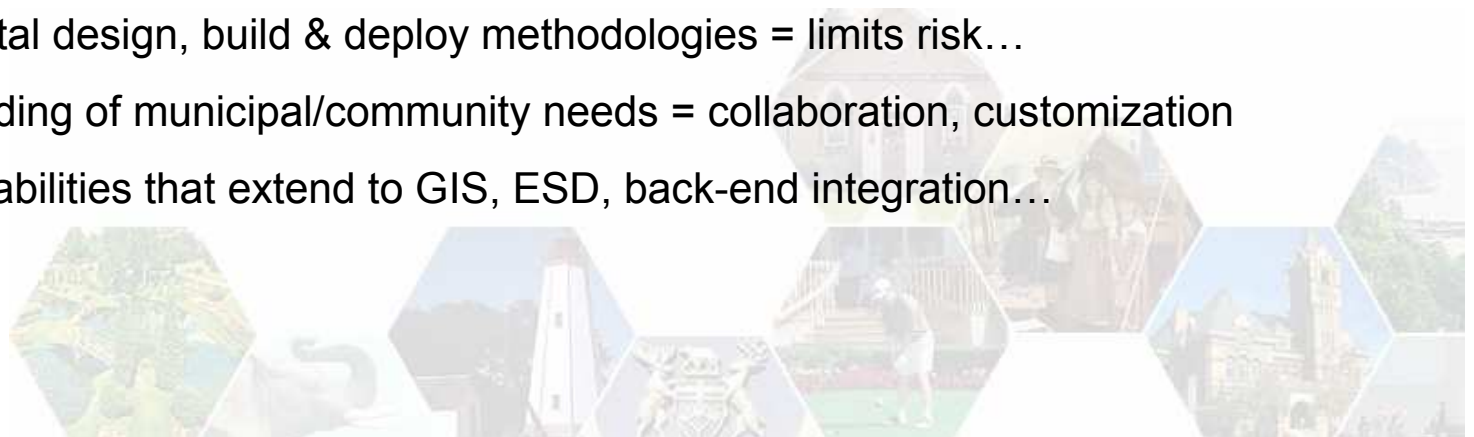 tal design, build & deploy methodologies = limits risk…
ding of municipal/community needs = collaboration, customization
abilities that extend to GIS, ESD, back-end integration…